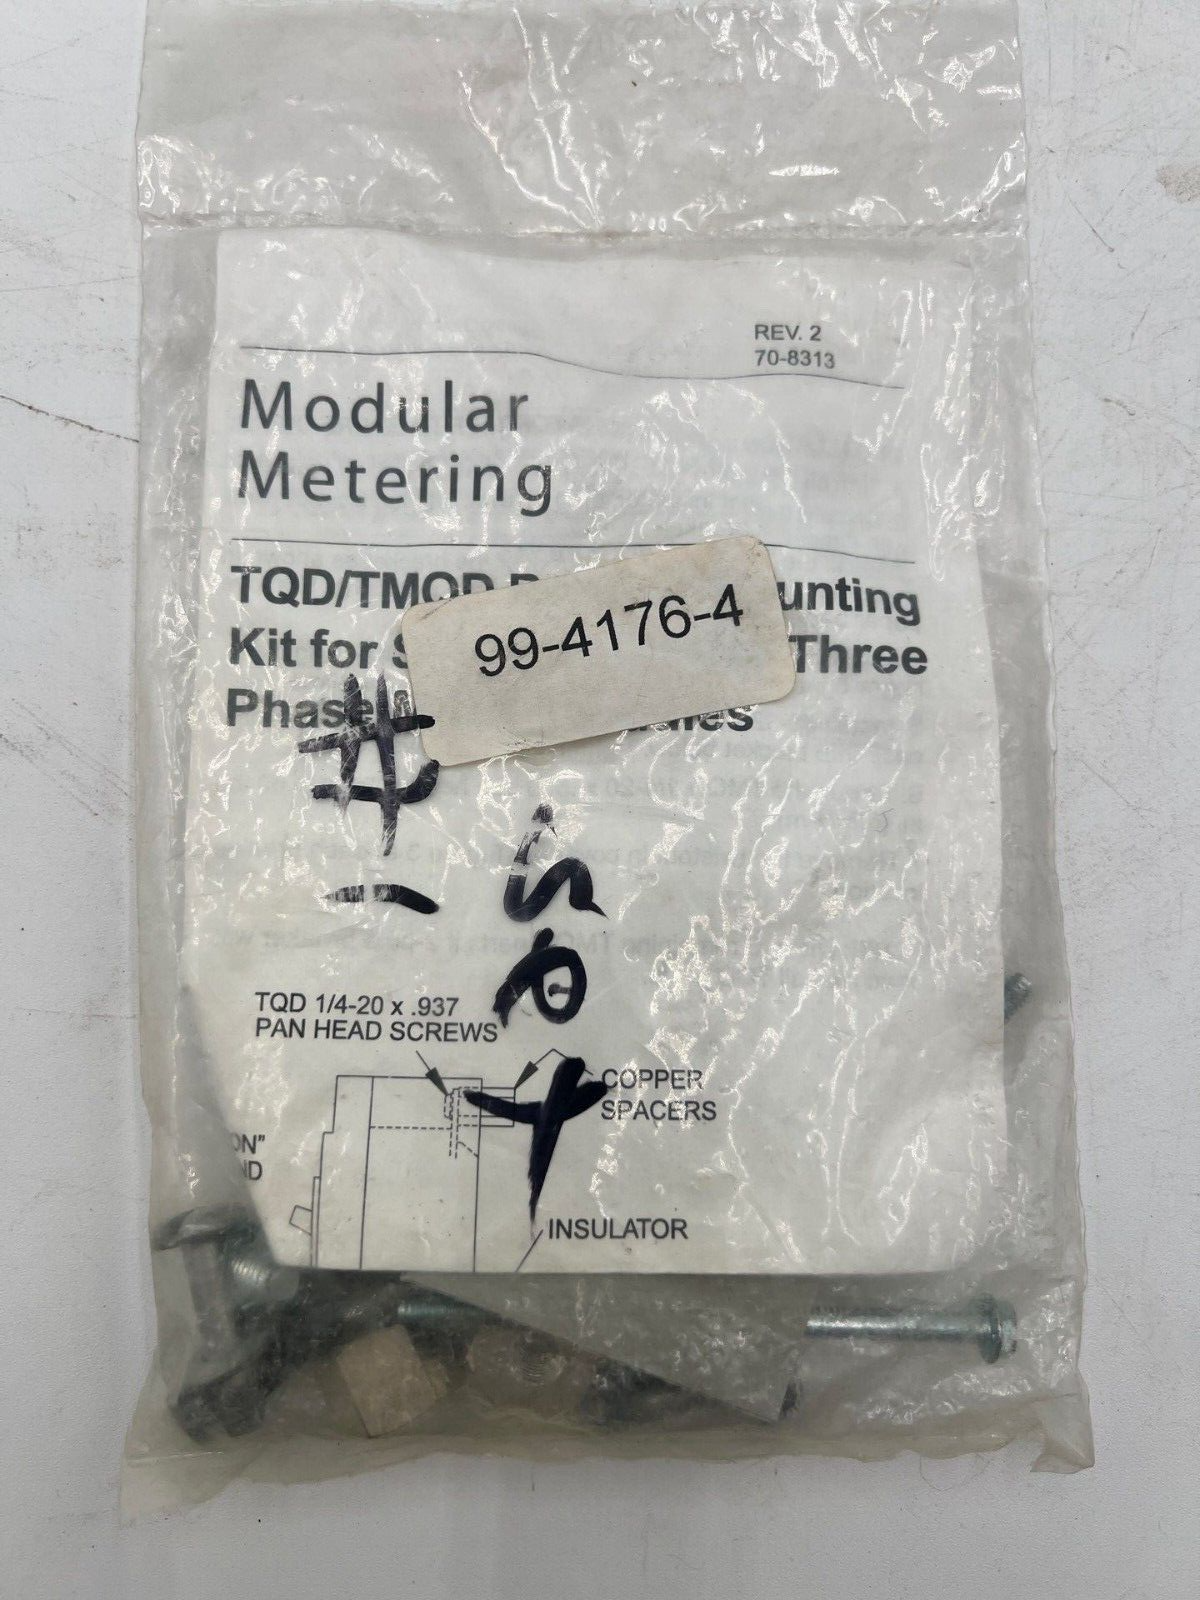 REV. 2
70-8313
Modular
Metering
TQD/TMQD unting
Kit for Three
Phase
99-4176-4
#
TQD 1/4-20 x .937
PAN HEAD SCREWS
COPPER
SPACERS
INSULATOR